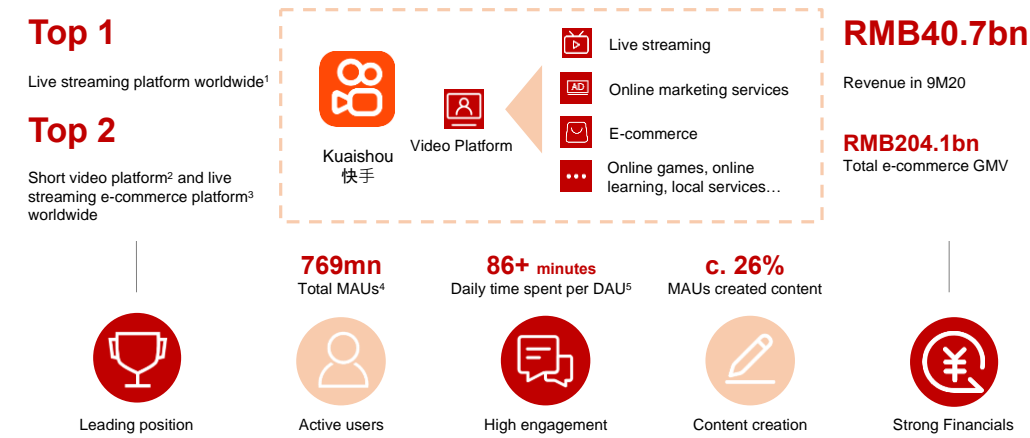 Top 1
Live streaming platform worldwide¹
Top 2
Short video platform² and live
streaming e-commerce platform³
worldwide
Kuaishou
快手
Video Platform
Live streaming
AD
Online marketing services
E-commerce
Online games, online
learning, local services…
RMB40.7bn
Revenue in 9M20
RMB204.1bn
Total e-commerce GMV
769mn
Total MAUs⁴
86+ minutes
Daily time spent per DAU⁵
c. 26%
MAUs created content
Leading position
Active users
High engagement
Content creation
¥
Strong Financials